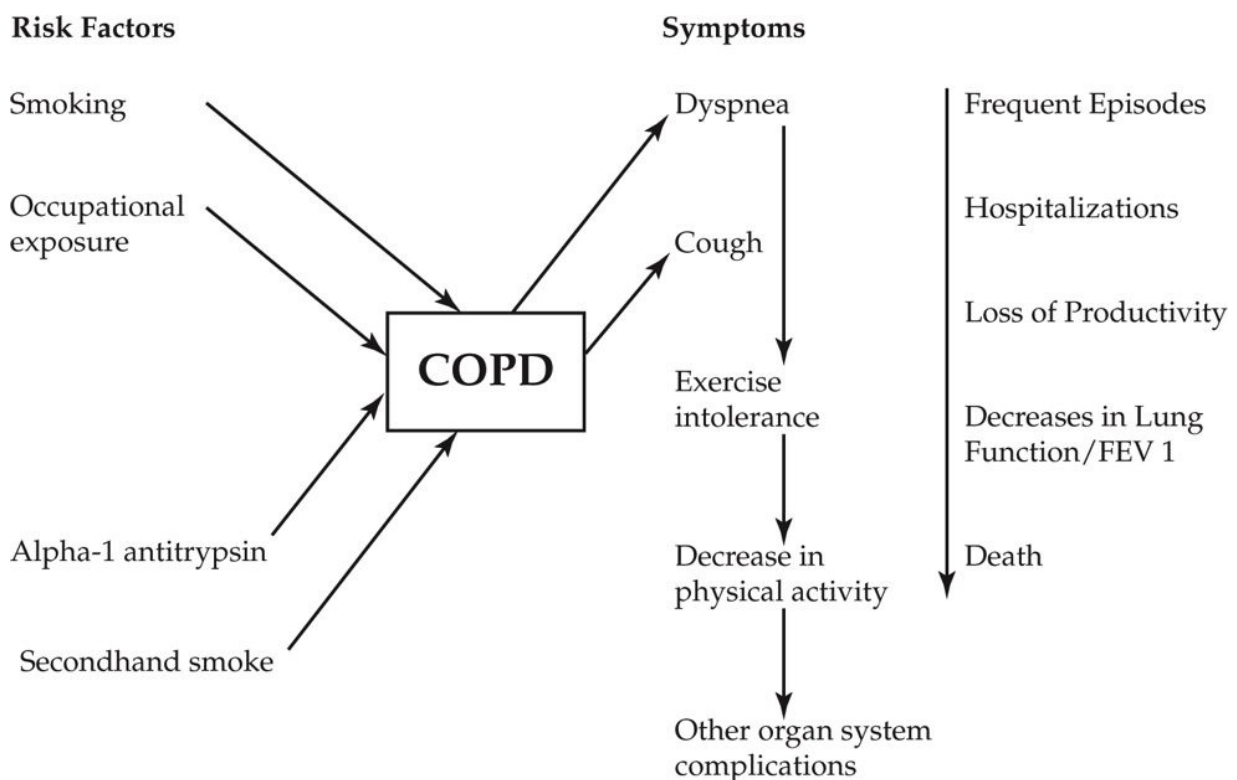 Risk Factors
Symptoms
Smoking
Occupational
exposure
Alpha-1 antitrypsin
Secondhand smoke
COPD
Dyspnea
Cough
Exercise
intolerance
Decrease in
physical activity
Other organ system
complications
Frequent Episodes
Hospitalizations
Loss of Productivity
Decreases in Lung
Function/FEV 1
Death